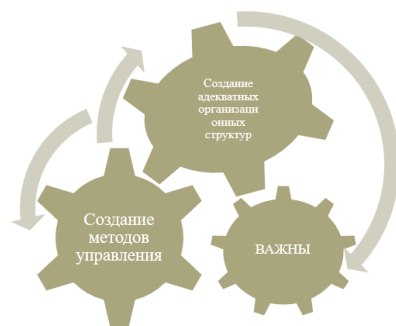 Создание
адекватных
организаци
онных
структур
Создание
методов
управления
ВАЖНЫ